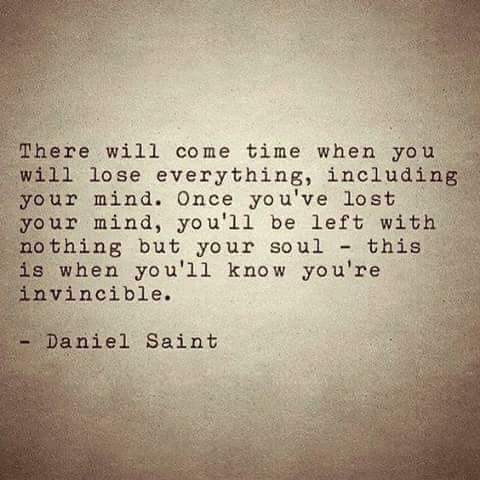 There will come time when you
will lose everything, including
your mind. Once you've lost
your mind, you'll be left with
nothing but your soul - this
is when you'll know you're
invincible.
- Daniel Saint